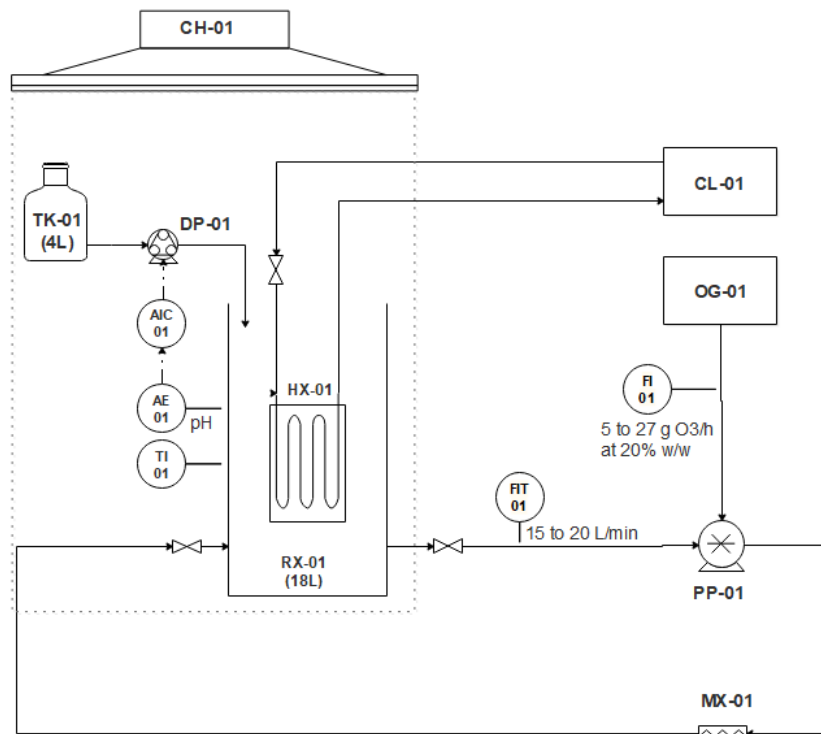 CH-01
TK-01
(4L)
DP-01
CL-01
OG-01
AIC
01
AE
01
pH
TI
01
HX-01
FI
01
5 to 27 g O3/h
at 20% w/w
FIT
01
15 to 20 L/min
RX-01
(18L)
PP-01
MX-01